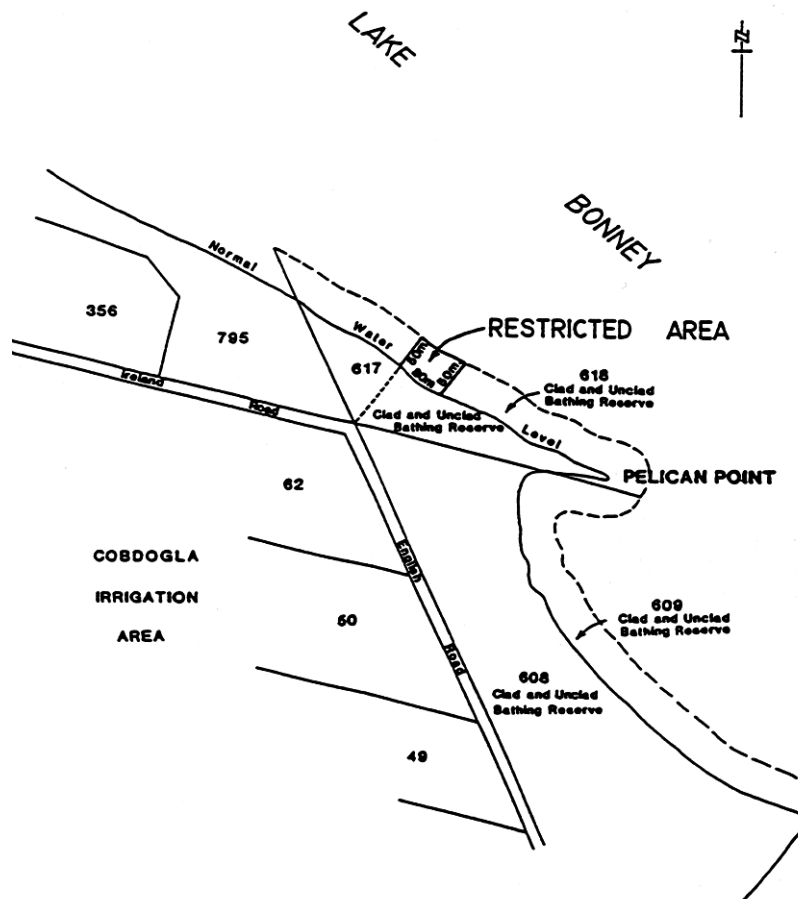 LAKE
N
BONNEY
Normal
356
795
Water
RESTRICTED AREA
50m.
80m
50m.
617
618
Clad and Unclad
Bathing Reserve
Ireland
Road
Clad and Unclad
Bathing Reserve
Level
PELICAN POINT
62
COBDOGLA
IRRIGATION
AREA
English
Road
50
609
Clad and Unclad
Bathing Reserve
608
Clad and Unclad
Bathing Reserve
49